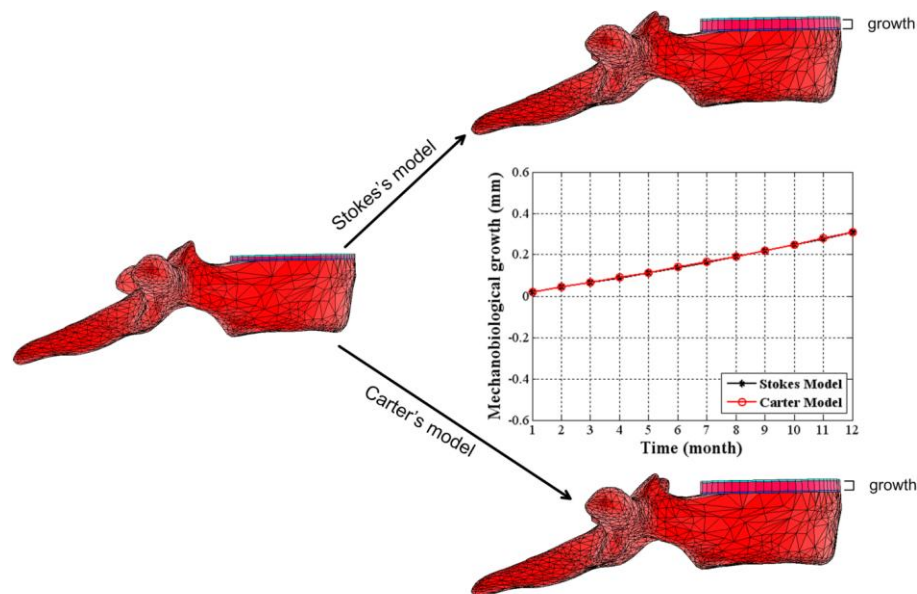 growth
Stokes's model
Mechanobiological growth (mm)
0.6
0.4
0.2
0
-0.2
-0.4
-0.6
Stokes Model
Carter Model
1 2 3 4 5 6 7 8 9 10 11 12
Time (month)
Carter's model
growth